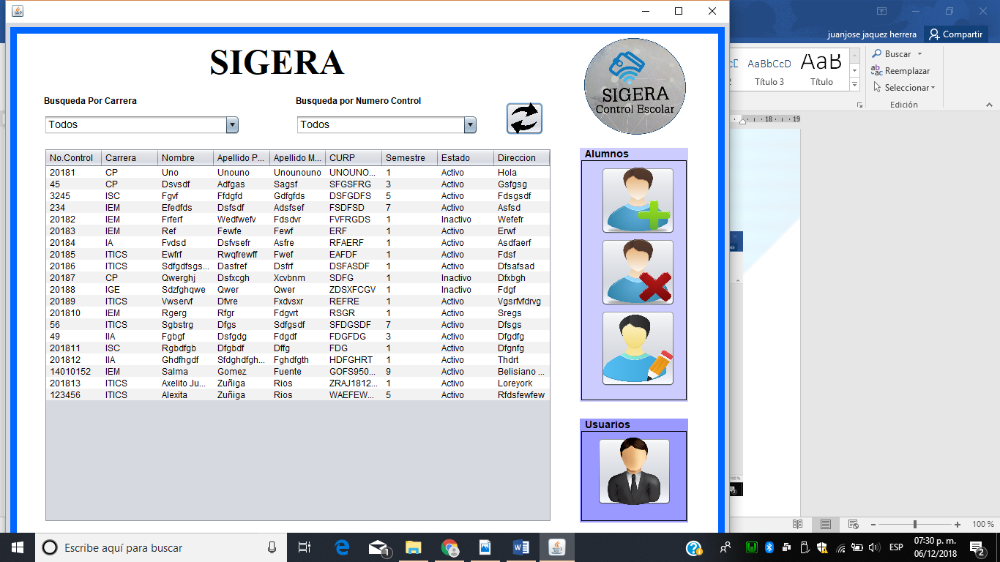 juanjose jaquez herrera
Compartir
SIGERA
SIGERA
Control Escolar
Busqueda Por Carrera
Busqueda por Numero Control
Todos
Todos
No.Control Carrera Nombre Apellido P... Apellido M... CURP Semestre Estado Direccion
20181 CP Uno Unouno Unounouno UNOUNO... 1 Activo Hola
45 CP Dsvsdf Adfgas Sagsf SFGSFRG 3 Activo Gsfgsg
3245 ISC Fgvf Ffdgfd Gdfgfds DSFGDFS 5 Activo Fdsgsdf
234 IEM Efedfds Dsfsdf Adsfsef FSDFSD 7 Activo Asfsd
20182 IEM Frferf Wedfwefv Fdsdvr FVFRGDS 1 Inactivo Wefefr
20183 IEM Ref Fewfe Fewf ERF 1 Activo Erwf
20184 IA Fvdsd Dsfvsefr Asfre RFAERF 1 Activo Asdfaerf
20185 ITICS Ewfrf Rwqfrewff Fwef EAFDF 1 Activo Fdsf
20186 ITICS Sdfgdfsgs... Dasfref Dsfrf DSFASDF 1 Activo Dfsafsad
20187 CP Qwerghj Dsfxcgh Xcvbnm SDFG 1 Inactivo Dfxbgh
20188 IGE Sdzfghqwe Qwer Qwer ZDSXFCGV 1 Inactivo Fdgf
20189 ITICS Vwservf Dfvre Fxdvsxr REFRE 1 Activo Vgsrfvfdrvg
201810 IEM Rgerg Rfgr Fdgvrt RSGR 1 Activo Sregs
56 ITICS Sgbstrg Dfgs Sdfgsdf SFDGSDF 7 Activo Dfsgs
49 IIA Fgbgf Dsfgdg Fdgdf FDGFDG 3 Activo Dfgdfg
201811 ISC Rgbdfgb Dfgbdf Dffg FDG 1 Activo Dfgnfg
201812 IIA Ghdfhgdf Sfdghdfgh... Fghdfgth HDFGHRT 1 Activo Thdrt
14010152 IEM Salma Gomez Fuente GOFS950... 9 Activo Belisiano ...
201813 ITICS Axelito Ju... Zuñiga Rios ZRAJ1812... 1 Activo Loreyork
123456 ITICS Alexita Zuñiga Rios WAEFEW... 5 Activo Rfdsfewfew
Alumnos
Usuarios
AaBbCcD AaB
Título 3 Título
Buscar
Reemplazar
Seleccionar
Edición
18 19
100 %
Escribe aquí para buscar
1
ESP
07:30 p. m.
06/12/2018
2